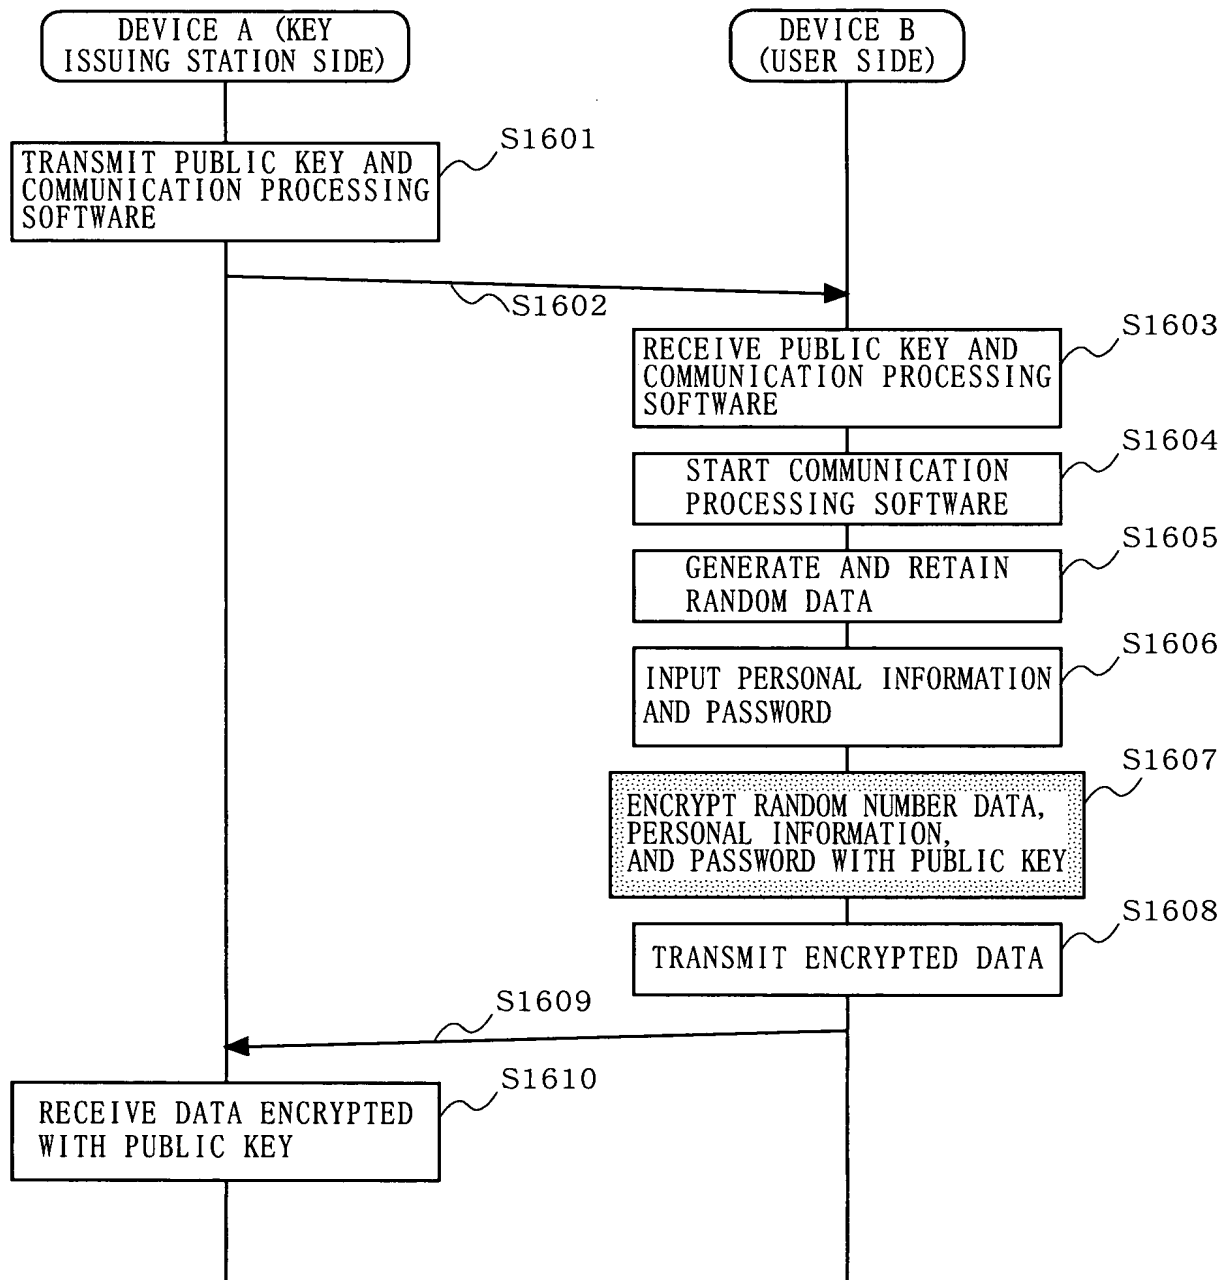 DEVICE A (KEY
ISSUING STATION SIDE)
DEVICE B
(USER SIDE)
S1601
TRANSMIT PUBLIC KEY AND
COMMUNICATION PROCESSING
SOFTWARE
S1602
S1603
RECEIVE PUBLIC KEY AND
COMMUNICATION PROCESSING
SOFTWARE
S1604
START COMMUNICATION
PROCESSING SOFTWARE
S1605
GENERATE AND RETAIN
RANDOM DATA
S1606
INPUT PERSONAL INFORMATION
AND PASSWORD
S1607
ENCRYPT RANDOM NUMBER DATA,
PERSONAL INFORMATION,
AND PASSWORD WITH PUBLIC KEY
S1608
TRANSMIT ENCRYPTED DATA
S1609
S1610
RECEIVE DATA ENCRYPTED
WITH PUBLIC KEY